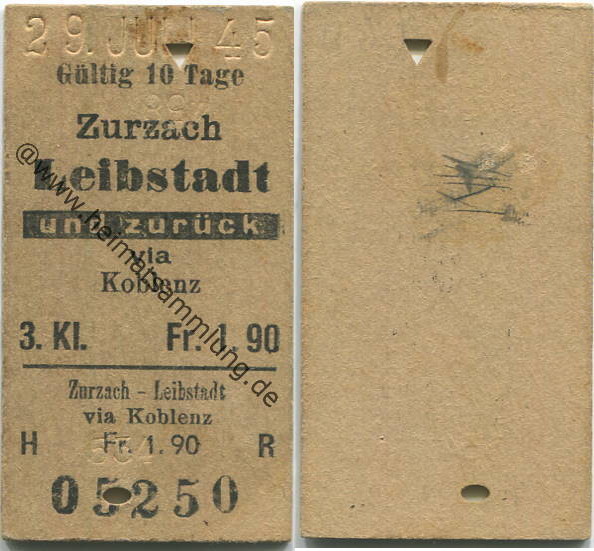 29. JUL 45
Gültig 10 Tage
Zurzach
Leibstadt
und zurück
via
Koblenz
3. Kl. Fr. 1.90
Zurzach - Leibstadt
via Koblenz
H Fr. 1.90 R
05250
@www.heimatsammlung.de